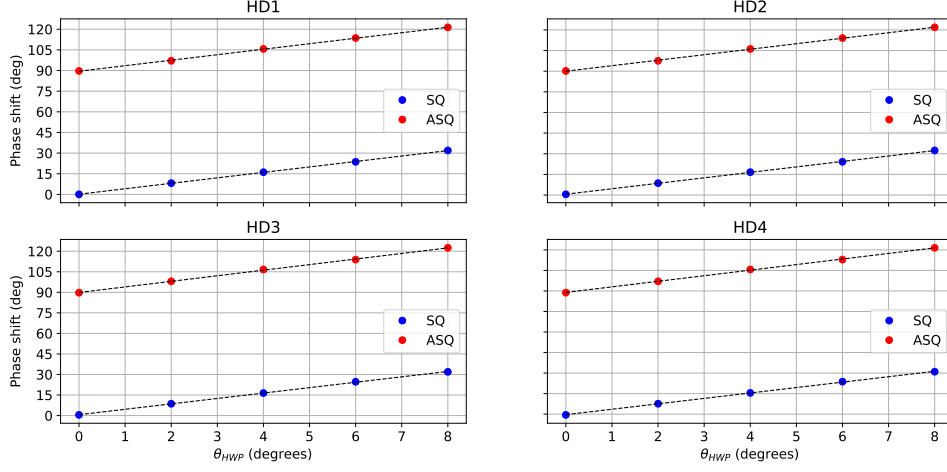 HD1
HD2
120
105
90
75
60
45
30
15
0
Phase shift (deg)
SQ
ASQ
SQ
ASQ
HD3
HD4
120
105
90
75
60
45
30
15
0
Phase shift (deg)
SQ
ASQ
SQ
ASQ
0 1 2 3 4 5 6 7 8
0 1 2 3 4 5 6 7 8
θHWP (degrees)
θHWP (degrees)